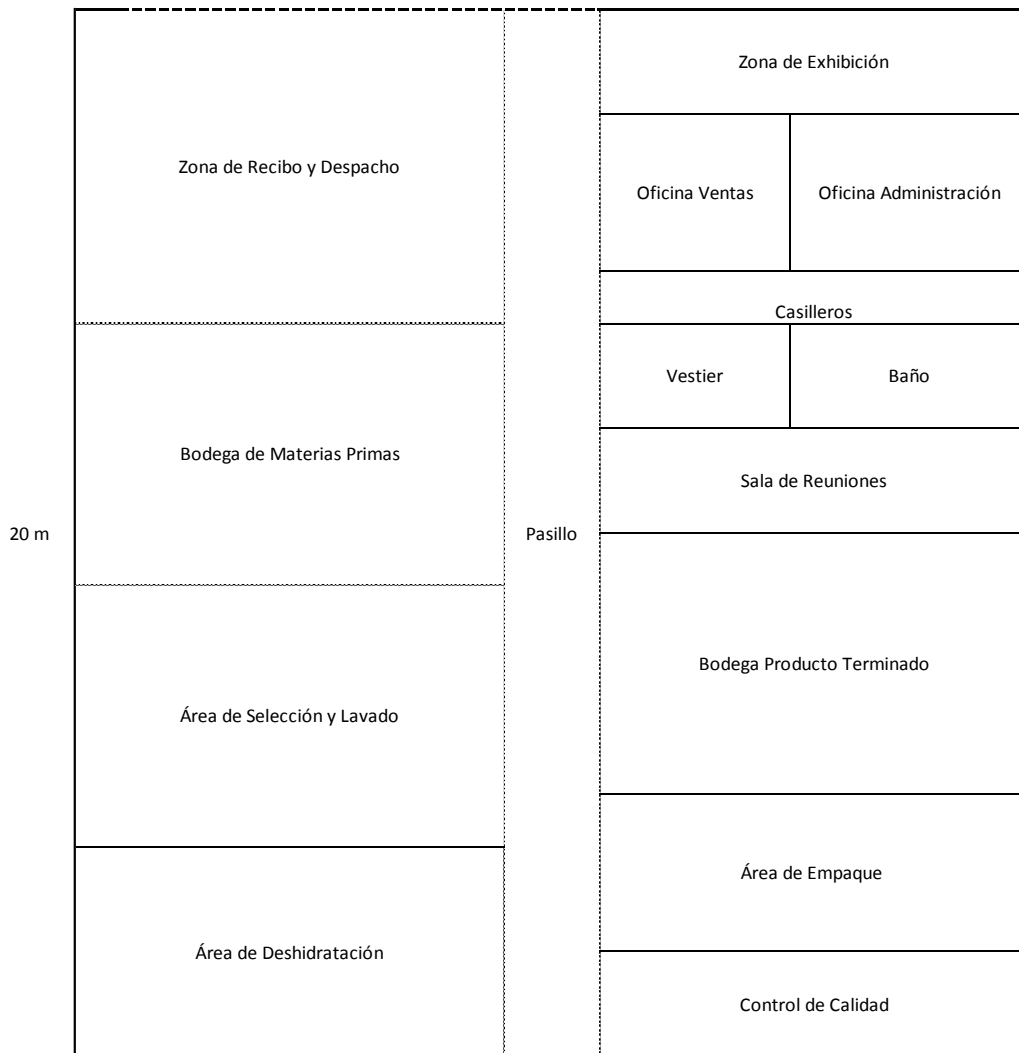 Zona de Exhibición
Zona de Recibo y Despacho
Oficina Ventas
Oficina Administración
Casilleros
Vestier
Baño
Bodega de Materias Primas
Sala de Reuniones
20 m
Pasillo
Bodega Producto Terminado
Área de Selección y Lavado
Área de Empaque
Área de Deshidratación
Control de Calidad